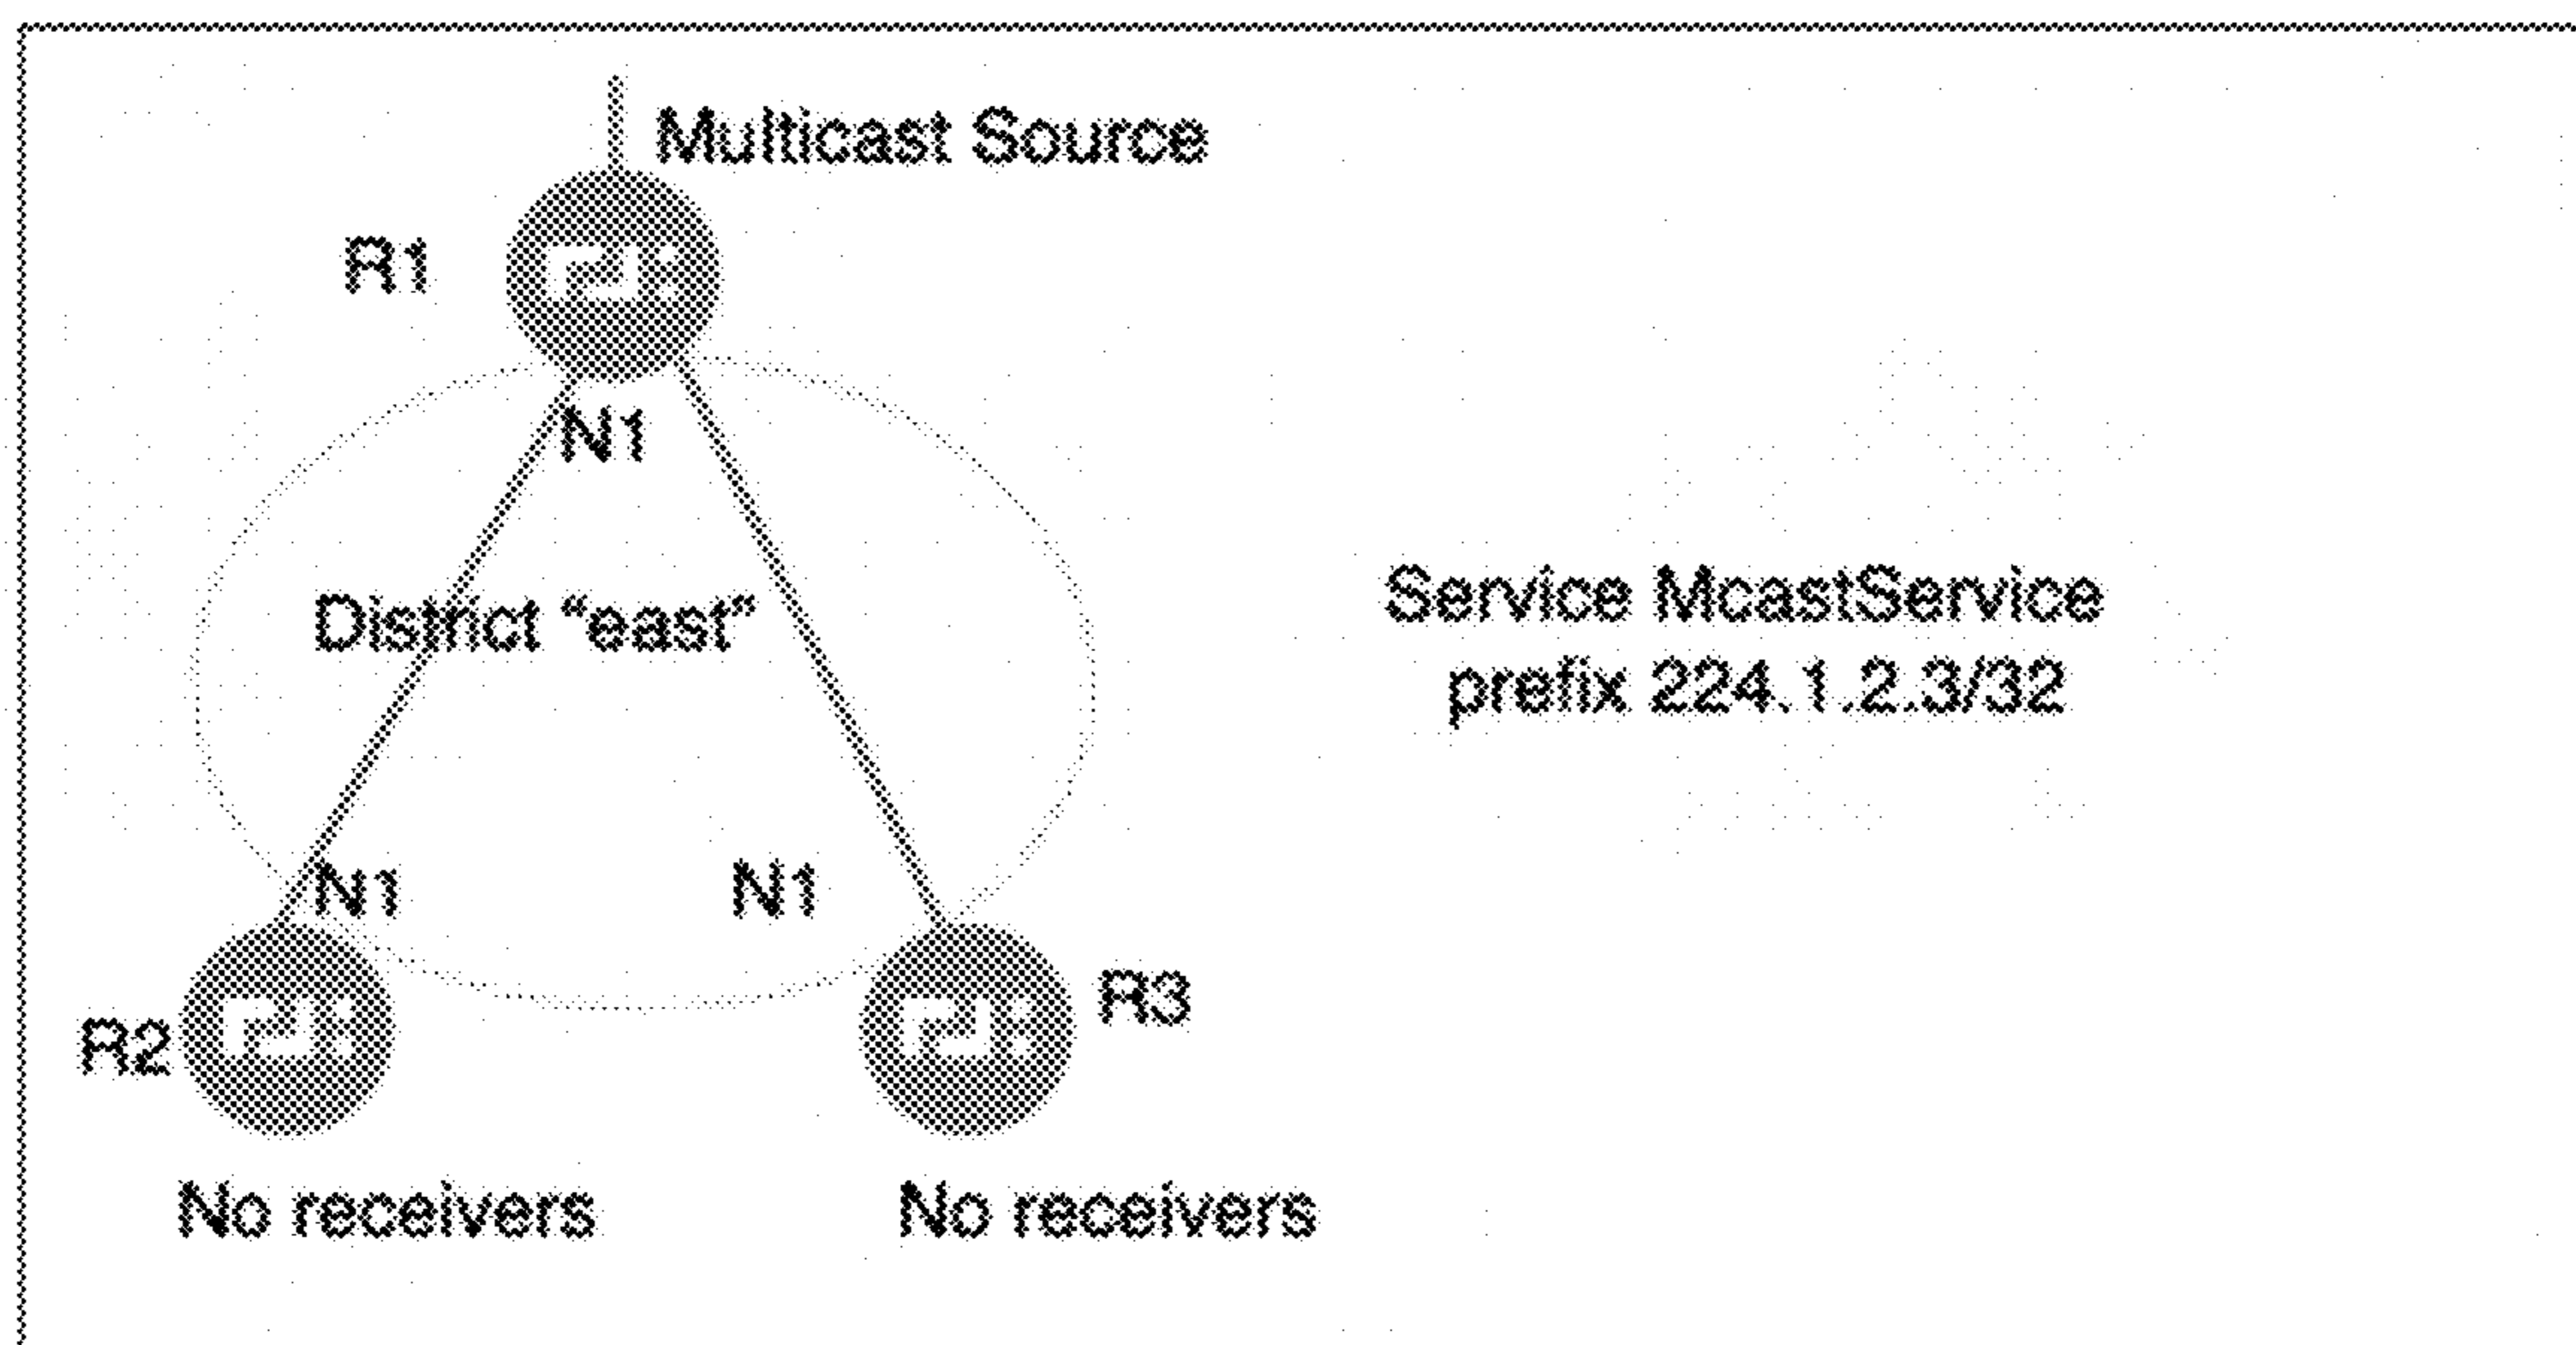 Multicast Source
R1
N1
District “east”
Service McastService
prefix 224.1.2.3/32
N1
N1
R2
R3
No receivers
No receivers